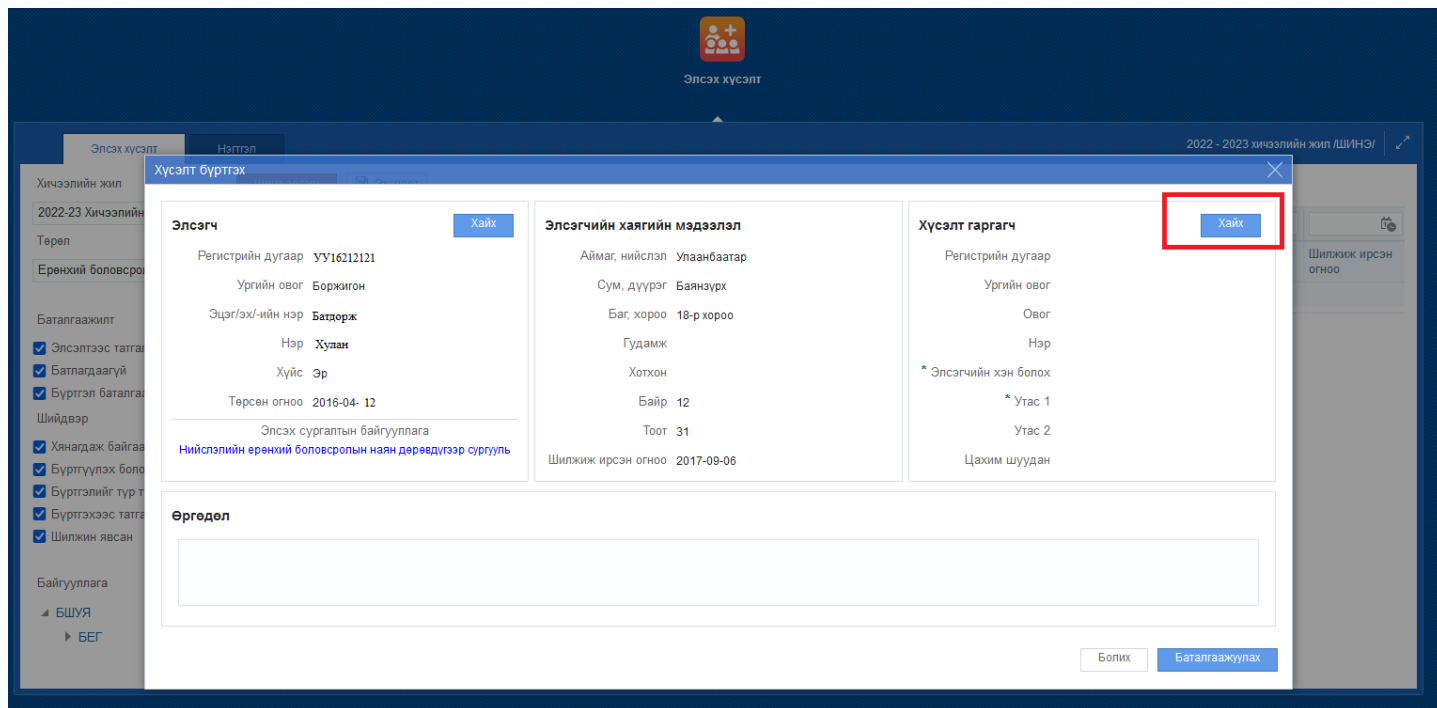 Элсэх хүсэлт
Элсэх хүсэлт
Нэгтгэл
2022 - 2023 хичээлийн жил /ШИНЭ/
Хичээлийн жил
2022-23 Хичээлийн
Төрөл
Ерөнхий боловсрол
Баталгаажилт
Элсэлтээс татгал
Батлагдаагүй
Бүртгэл баталгаа
Шийдвэр
Хянагдаж байгаа
Бүртгүүлэх боло
Бүртгэлийг түр т
Бүртгэхээс татга
Шилжин явсан
Байгууллага
БШУЯ
БЕГ
Шилжиж ирсэн
огноо
Хүсэлт бүртгэх
Элсэгч
Хайх
Регистрийн дугаар УУ16212121
Ургийн овог Боржигон
Эцэг/эх/-ийн нэр Батдорж
Нэр Хулан
Хүйс Эр
Төрсөн огноо 2016-04- 12
Элсэх сургалтын байгууллага
Нийслэлийн ерөнхий боловсролын наян дөрөвдүгээр сургууль
Элсэгчийн хаягийн мэдээлэл
Аймаг, нийслэл Улаанбаатар
Сум, дүүрэг Баянзүрх
Баг, хороо 18-р хороо
Гудамж
Хотхон
Байр 12
Тоот 31
Шилжиж ирсэн огноо 2017-09-06
Хүсэлт гаргагч
Хайх
Регистрийн дугаар
Ургийн овог
Овог
Нэр
* Элсэгчийн хэн болох
* Утас 1
Утас 2
Цахим шуудан
Өргөдөл
Болих
Баталгаажуулах